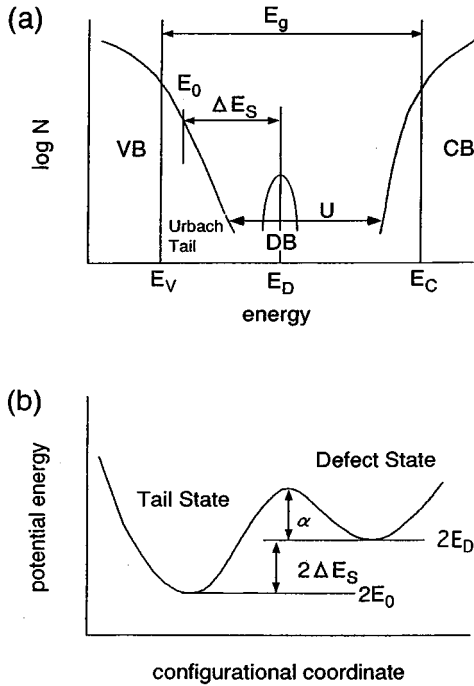 (a)
E_g
E_0
ΔE_S
log N
VB
CB
U
Urbach
Tail
DB
E_V
E_D
E_C
energy
(b)
potential energy
Defect State
Tail State
α
2E_D
2ΔE_S
2E_0
configurational coordinate